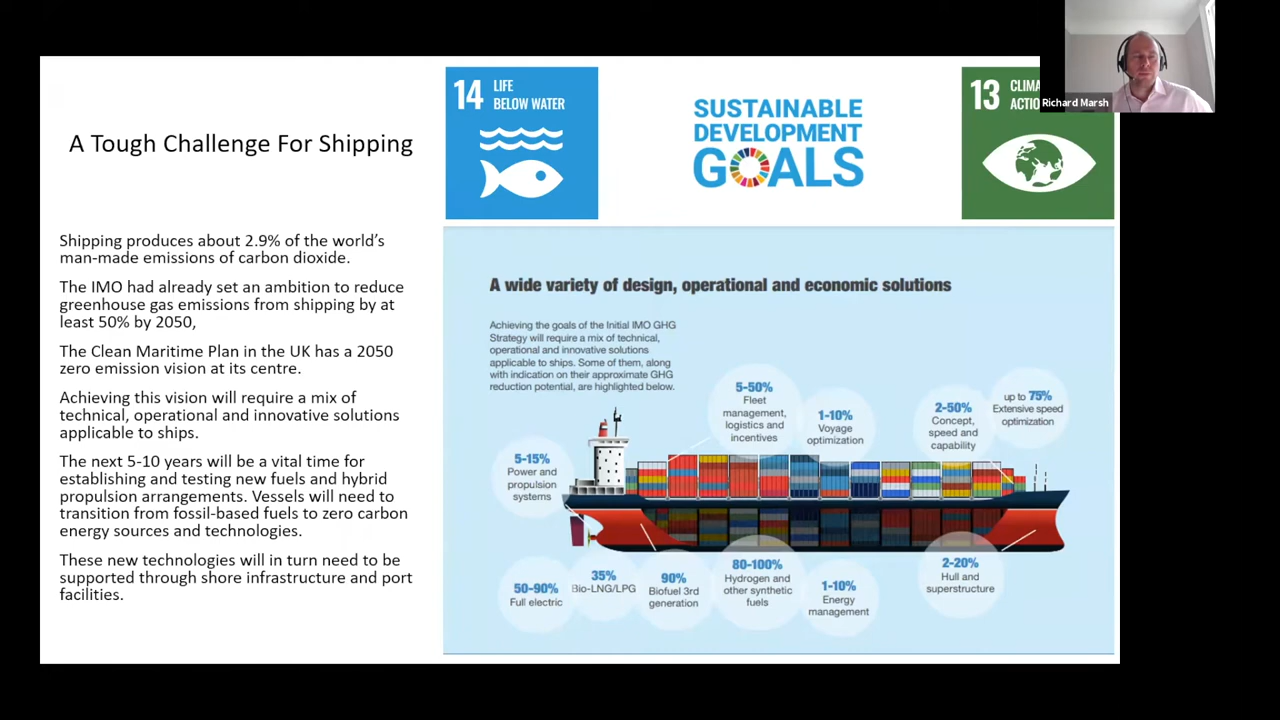 A Tough Challenge For Shipping
Shipping produces about 2.9% of the world's
man-made emissions of carbon dioxide.
The IMO had already set an ambition to reduce
greenhouse gas emissions from shipping by at
least 50% by 2050,
The Clean Maritime Plan in the UK has a 2050
zero emission vision at its centre.
Achieving this vision will require a mix of
technical, operational and innovative solutions
applicable to ships.
The next 5-10 years will be a vital time for
establishing and testing new fuels and hybrid
propulsion arrangements. Vessels will need to
transition from fossil-based fuels to zero carbon
energy sources and technologies.
These new technologies will in turn need to be
supported through shore infrastructure and port
facilities.
14 LIFE
BELOW WATER
SUSTAINABLE
DEVELOPMENT
GOALS
13 CLIMA
ACTIO
Richard Marsh
A wide variety of design, operational and economic solutions
Achieving the goals of the Initial IMO GHG
Strategy will require a mix of technical,
operational and innovative solutions
applicable to ships. Some of them, along
with indication on their approximate GHG
reduction potential, are highlighted below.
5-15%
Power and
propulsion
systems
5-50%
Fleet
management,
logistics and
incentives
1-10%
Voyage
optimization
2-50%
Concept,
speed and
capability
up to 75%
Extensive speed
optimization
50-90%
Full electric
35%
Bio-LNG/LPG
90%
Biofuel 3rd
generation
80-100%
Hydrogen and
other synthetic
fuels
1-10%
Energy
management
2-20%
Hull and
superstructure